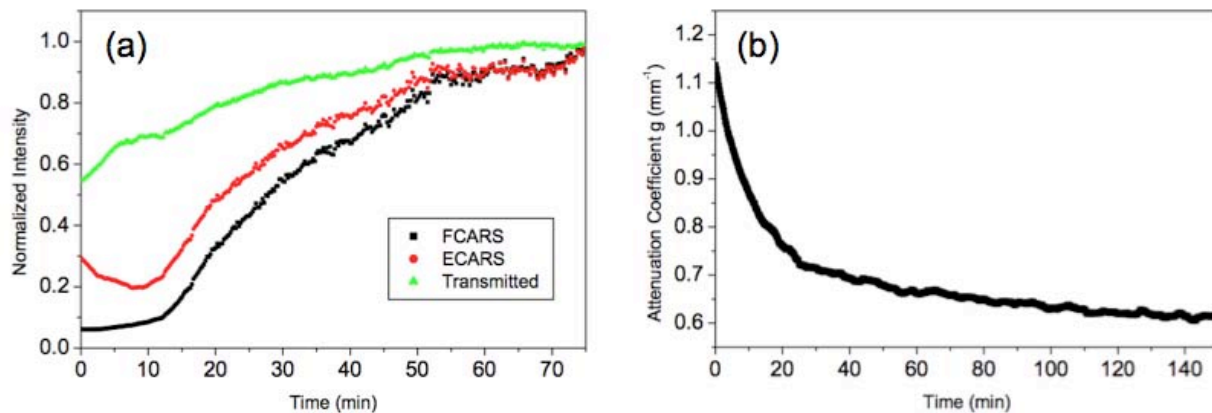 (a)
1.0
0.8
0.6
0.4
0.2
0.0
Normalized Intensity
FCARS
ECARS
Transmitted
0 10 20 30 40 50 60 70
Time (min)
(b)
1.2
1.1
1.0
0.9
0.8
0.7
0.6
Attenuation Coefficient g (mm⁻¹)
0 20 40 60 80 100 120 140
Time (min)